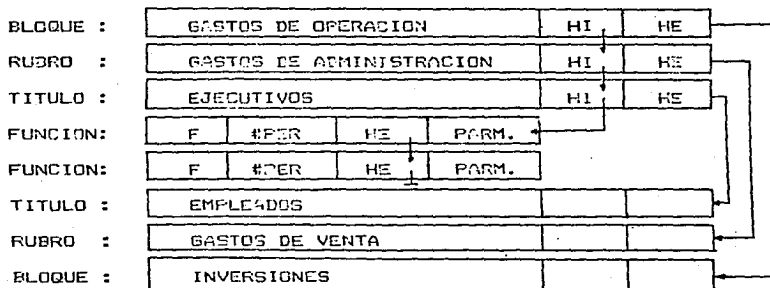 BLOQUE : GASTOS DE OPERACION HI HE
RUBRO : GASTOS DE ADMINISTRACION HI HE
TITULO : EJECUTIVOS HI HE
FUNCION: F #PER HE PARM.
FUNCION: F #PER HE PARM.
TITULO : EMPLEADOS
RUBRO : GASTOS DE VENTA
BLOQUE : INVERSIONES